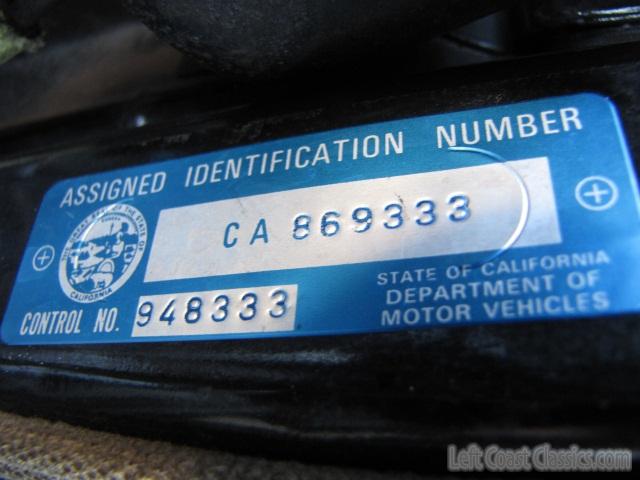 ASSIGNED IDENTIFICATION NUMBER
CA 869333
CONTROL NO. 948333
STATE OF CALIFORNIA
DEPARTMENT OF
MOTOR VEHICLES
CALIFORNIA
Left Coast Classics.com